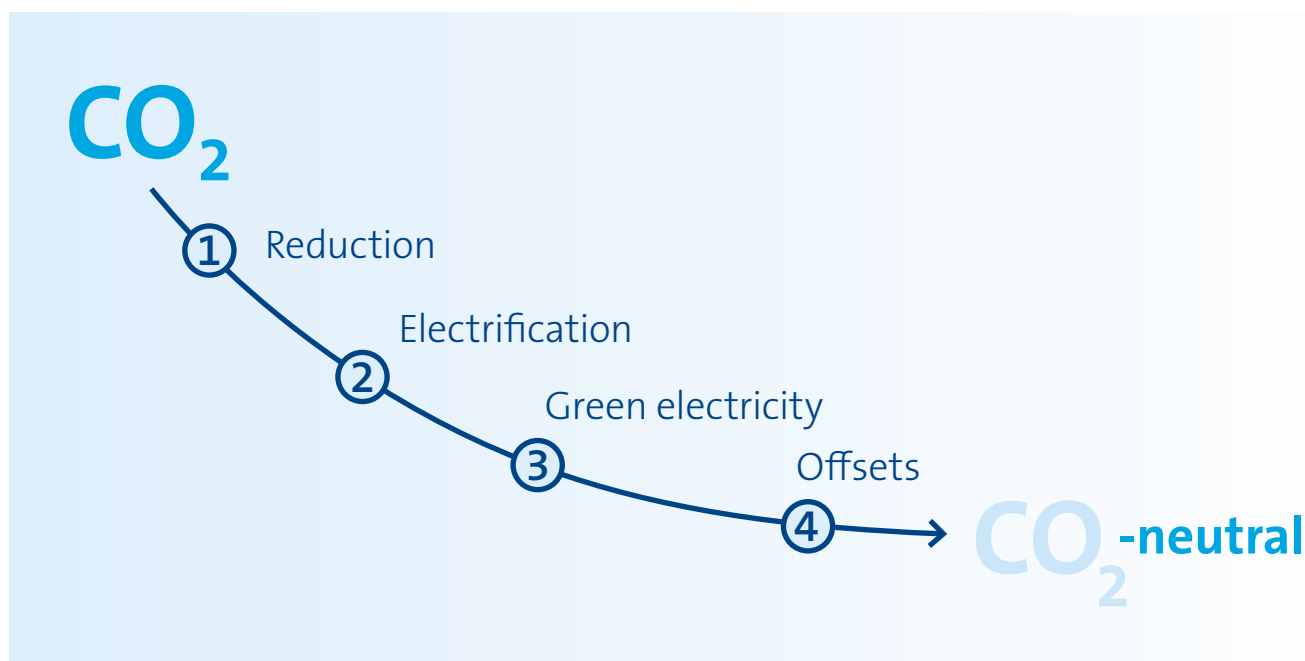 CO₂
1 Reduction
2 Electrification
3 Green electricity
4 Offsets
CO₂-neutral